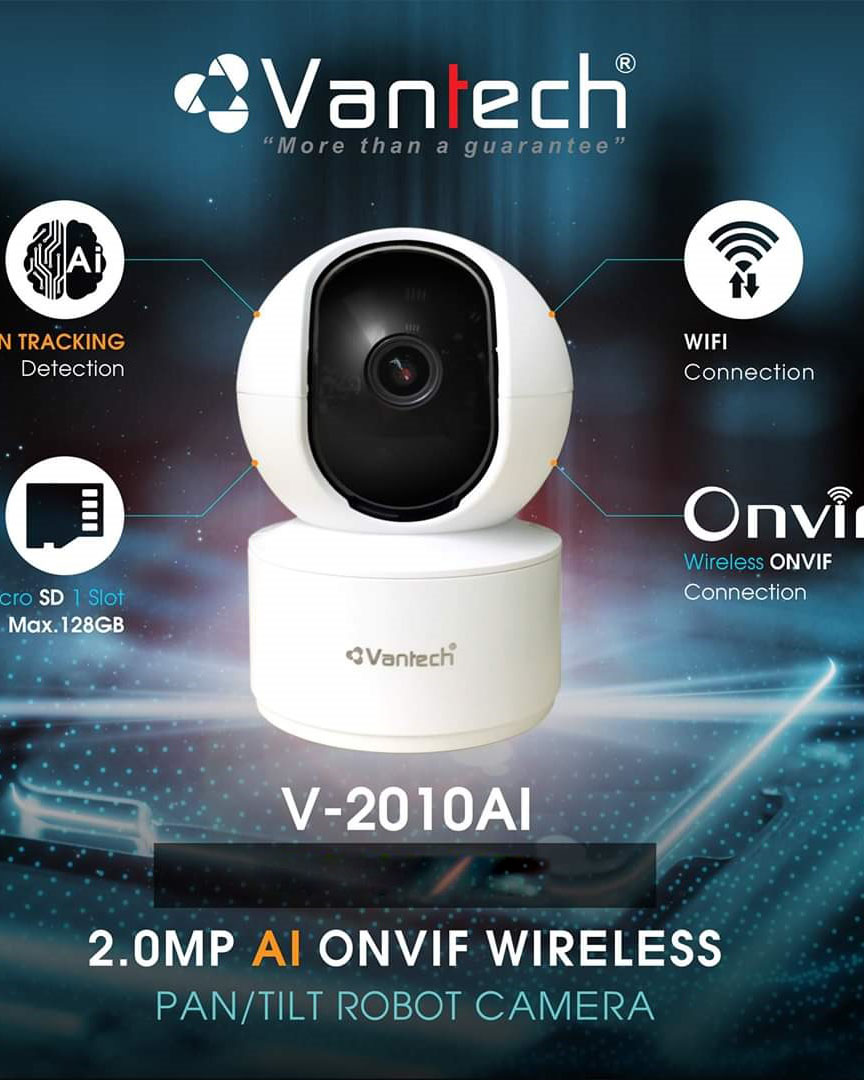 Vantech®
“More than a guarantee”
Ai
N TRACKING
Detection
WIFI
Connection
cro SD 1 Slot
Max.128GB
Onvif
Wireless ONVIF
Connection
Vantech®
V-2010AI
2.0MP AI ONVIF WIRELESS
PAN/TILT ROBOT CAMERA